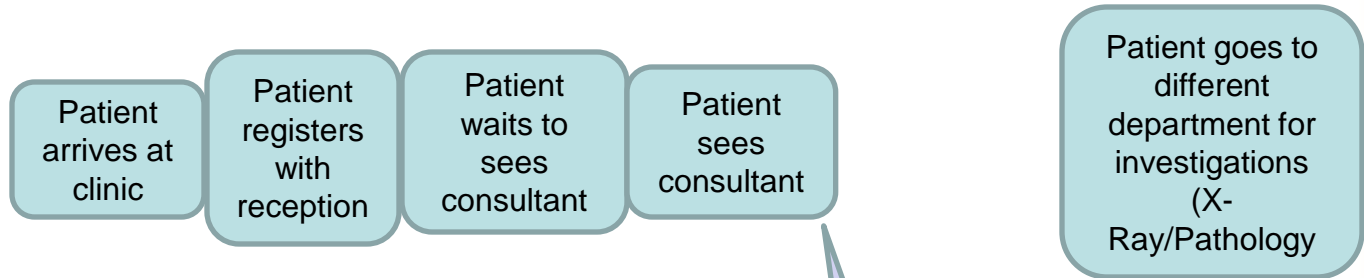 Patient
arrives at
clinic
Patient
registers
with
reception
Patient
waits to
sees
consultant
Patient
sees
consultant
Patient goes to
different
department for
investigations
(X-
Ray/Pathology